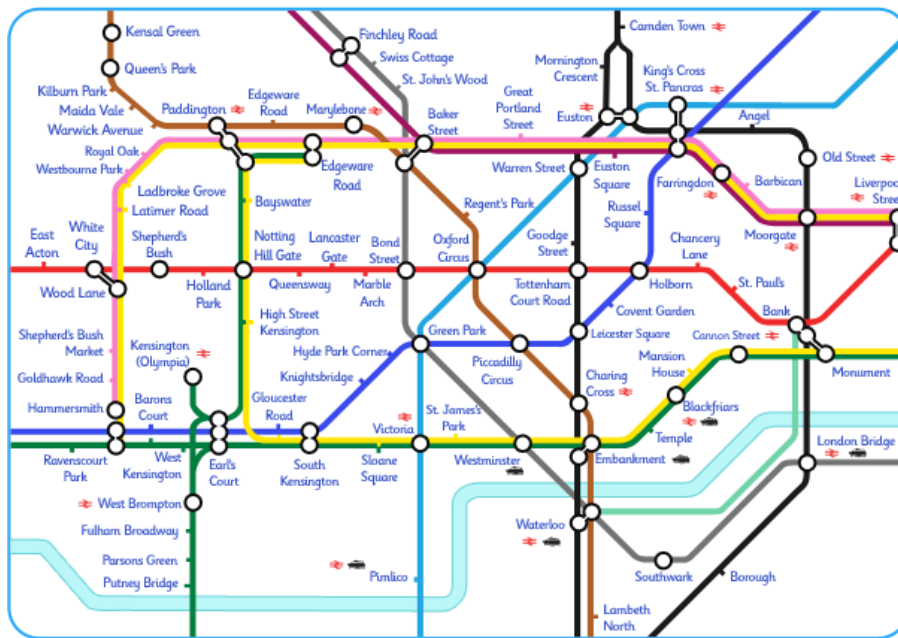 Kensal Green
Queen's Park
Kilburn Park
Maida Vale
Warwick Avenue
Paddington
Edgeware
Road
Marylebone
Finchley Road
Swiss Cottage
St. John's Wood
Baker
Street
Great
Portland
Street
Camden Town
Mornington
Crescent
King's Cross
St. Pancras
Euston
Angel
Old Street
Royal Oak
Westbourne Park
Ladbroke Grove
Latimer Road
Edgeware
Road
Bayswater
Warren Street
Euston
Square
Farringdon
Barbican
Liverpoo
Stree
Moorgate
Russel
Square
Regent's Park
East
Acton
White
City
Shepherd's
Bush
Notting
Hill Gate
Lancaster
Gate
Bond
Street
Oxford
Circus
Goodge
Street
Chancery
Lane
Wood Lane
Holland
Park
Queensway
Marble
Arch
Tottenham
Court Road
Holborn
St. Paul's
Bank
High Street
Kensington
Covent Garden
Shepherd's Bush
Market
Kensington
(Olympia)
Hyde Park Corner
Green Park
Piccadilly
Circus
Leicester Square
Cannon Street
Mansion
House
Monument
Goldhawk Road
Knightsbridge
Charing
Cross
Blackfriars
Hammersmith
Barons
Court
Gloucester
Road
Victoria
St. James's
Park
Temple
Ravenscourt
Park
West
Kensington
Earl's
Court
South
Kensington
Sloane
Square
Westminster
Embankment
London Bridge
West Brompton
Fulham Broadway
Parsons Green
Putney Bridge
Waterloo
Pimlico
Southwark
Borough
Lambeth
North